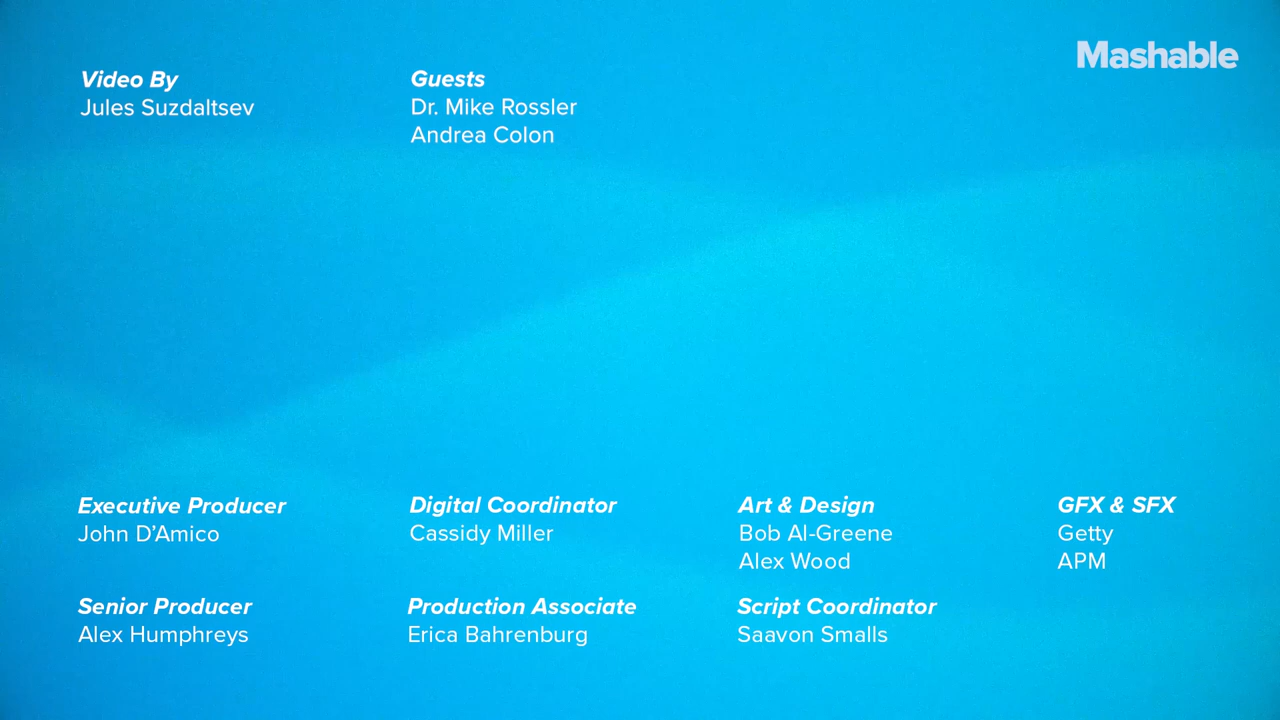 Mashable
Video By
Jules Suzdaltsev
Guests
Dr. Mike Rossler
Andrea Colon
Executive Producer
John D’Amico
Digital Coordinator
Cassidy Miller
Art & Design
Bob Al-Greene
Alex Wood
GFX & SFX
Getty
APM
Senior Producer
Alex Humphreys
Production Associate
Erica Bahrenburg
Script Coordinator
Saavon Smalls